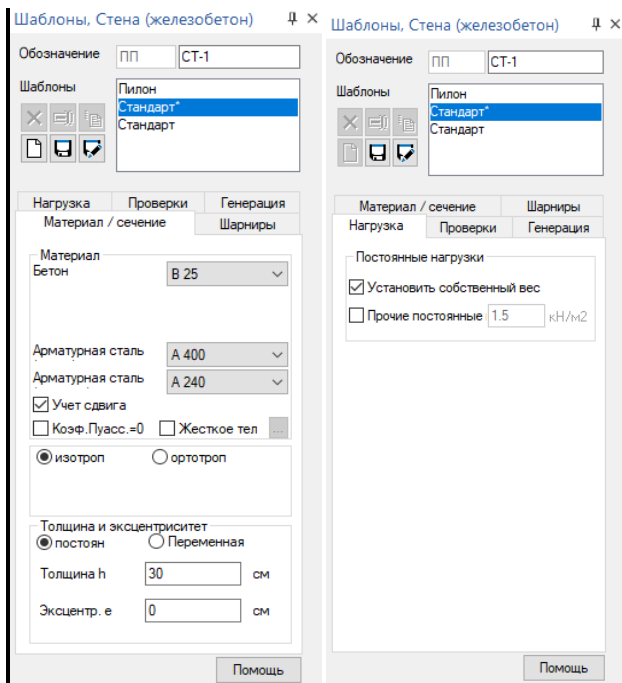 Шаблоны, Стена (железобетон)
Обозначение ПП СТ-1
Шаблоны
Пилон
Стандарт*
Стандарт
Нагрузка Проверки Генерация
Материал / сечение Шарниры
Материал
Бетон B 25
Арматурная сталь A 400
Арматурная сталь A 240
Учет сдвига
Коэф.Пуасс.=0 Жесткое тел ...
изотроп ортотроп
Толщина и эксцентриситет
постоян Переменная
Толщина h 30 см
Эксцентр. e 0 см
Помощь
Шаблоны, Стена (железобетон)
Обозначение ПП СТ-1
Шаблоны
Пилон
Стандарт*
Стандарт
Материал / сечение Шарниры
Нагрузка Проверки Генерация
Постоянные нагрузки
Установить собственный вес
Прочие постоянные 1.5 кН/м2
Помощь